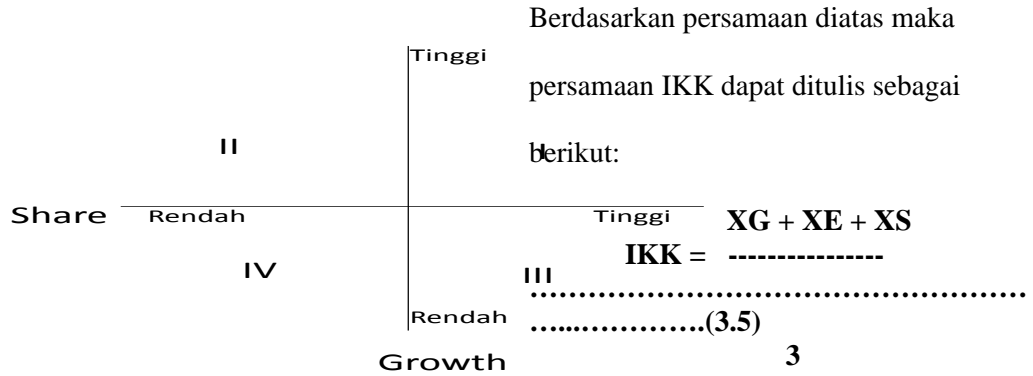 Tinggi
II
I
Share
Rendah
Tinggi
IV
III
Rendah
Growth
Berdasarkan persamaan diatas maka
persamaan IKK dapat ditulis sebagai
berikut:
XG + XE + XS
IKK = ----------------
…………………………………………
…...………….(3.5)
3